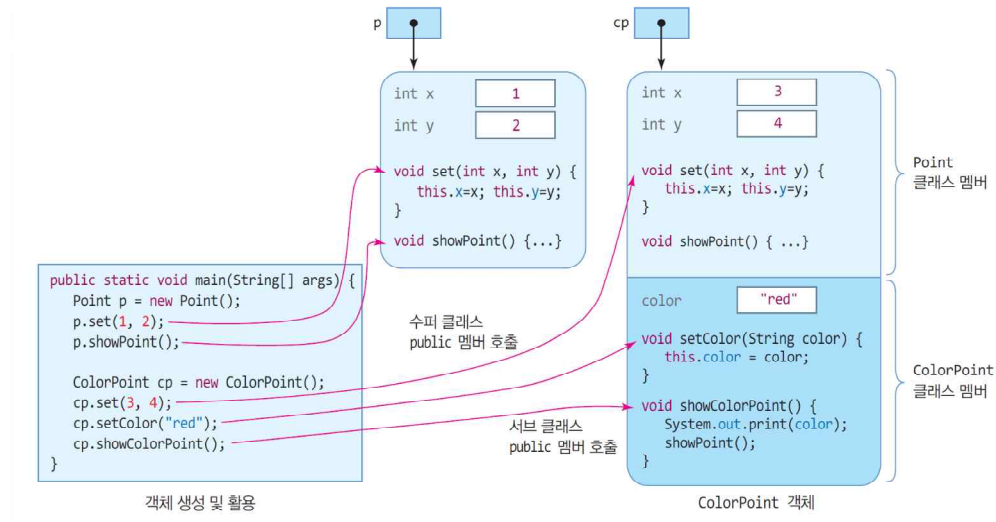 p
int x 1
int y 2
void set(int x, int y) {
this.x=x; this.y=y;
}
void showPoint() {...}
cp
int x 3
int y 4
void set(int x, int y) {
this.x=x; this.y=y;
}
void showPoint() { ...}
Point
클래스 멤버
color "red"
void setColor(String color) {
this.color = color;
}
void showColorPoint() {
System.out.print(color);
showPoint();
}
ColorPoint
클래스 멤버
public static void main(String[] args) {
Point p = new Point();
p.set(1, 2);
p.showPoint();
ColorPoint cp = new ColorPoint();
cp.set(3, 4);
cp.setColor("red");
cp.showColorPoint();
}
수퍼 클래스
public 멤버 호출
서브 클래스
public 멤버 호출
객체 생성 및 활용
ColorPoint 객체